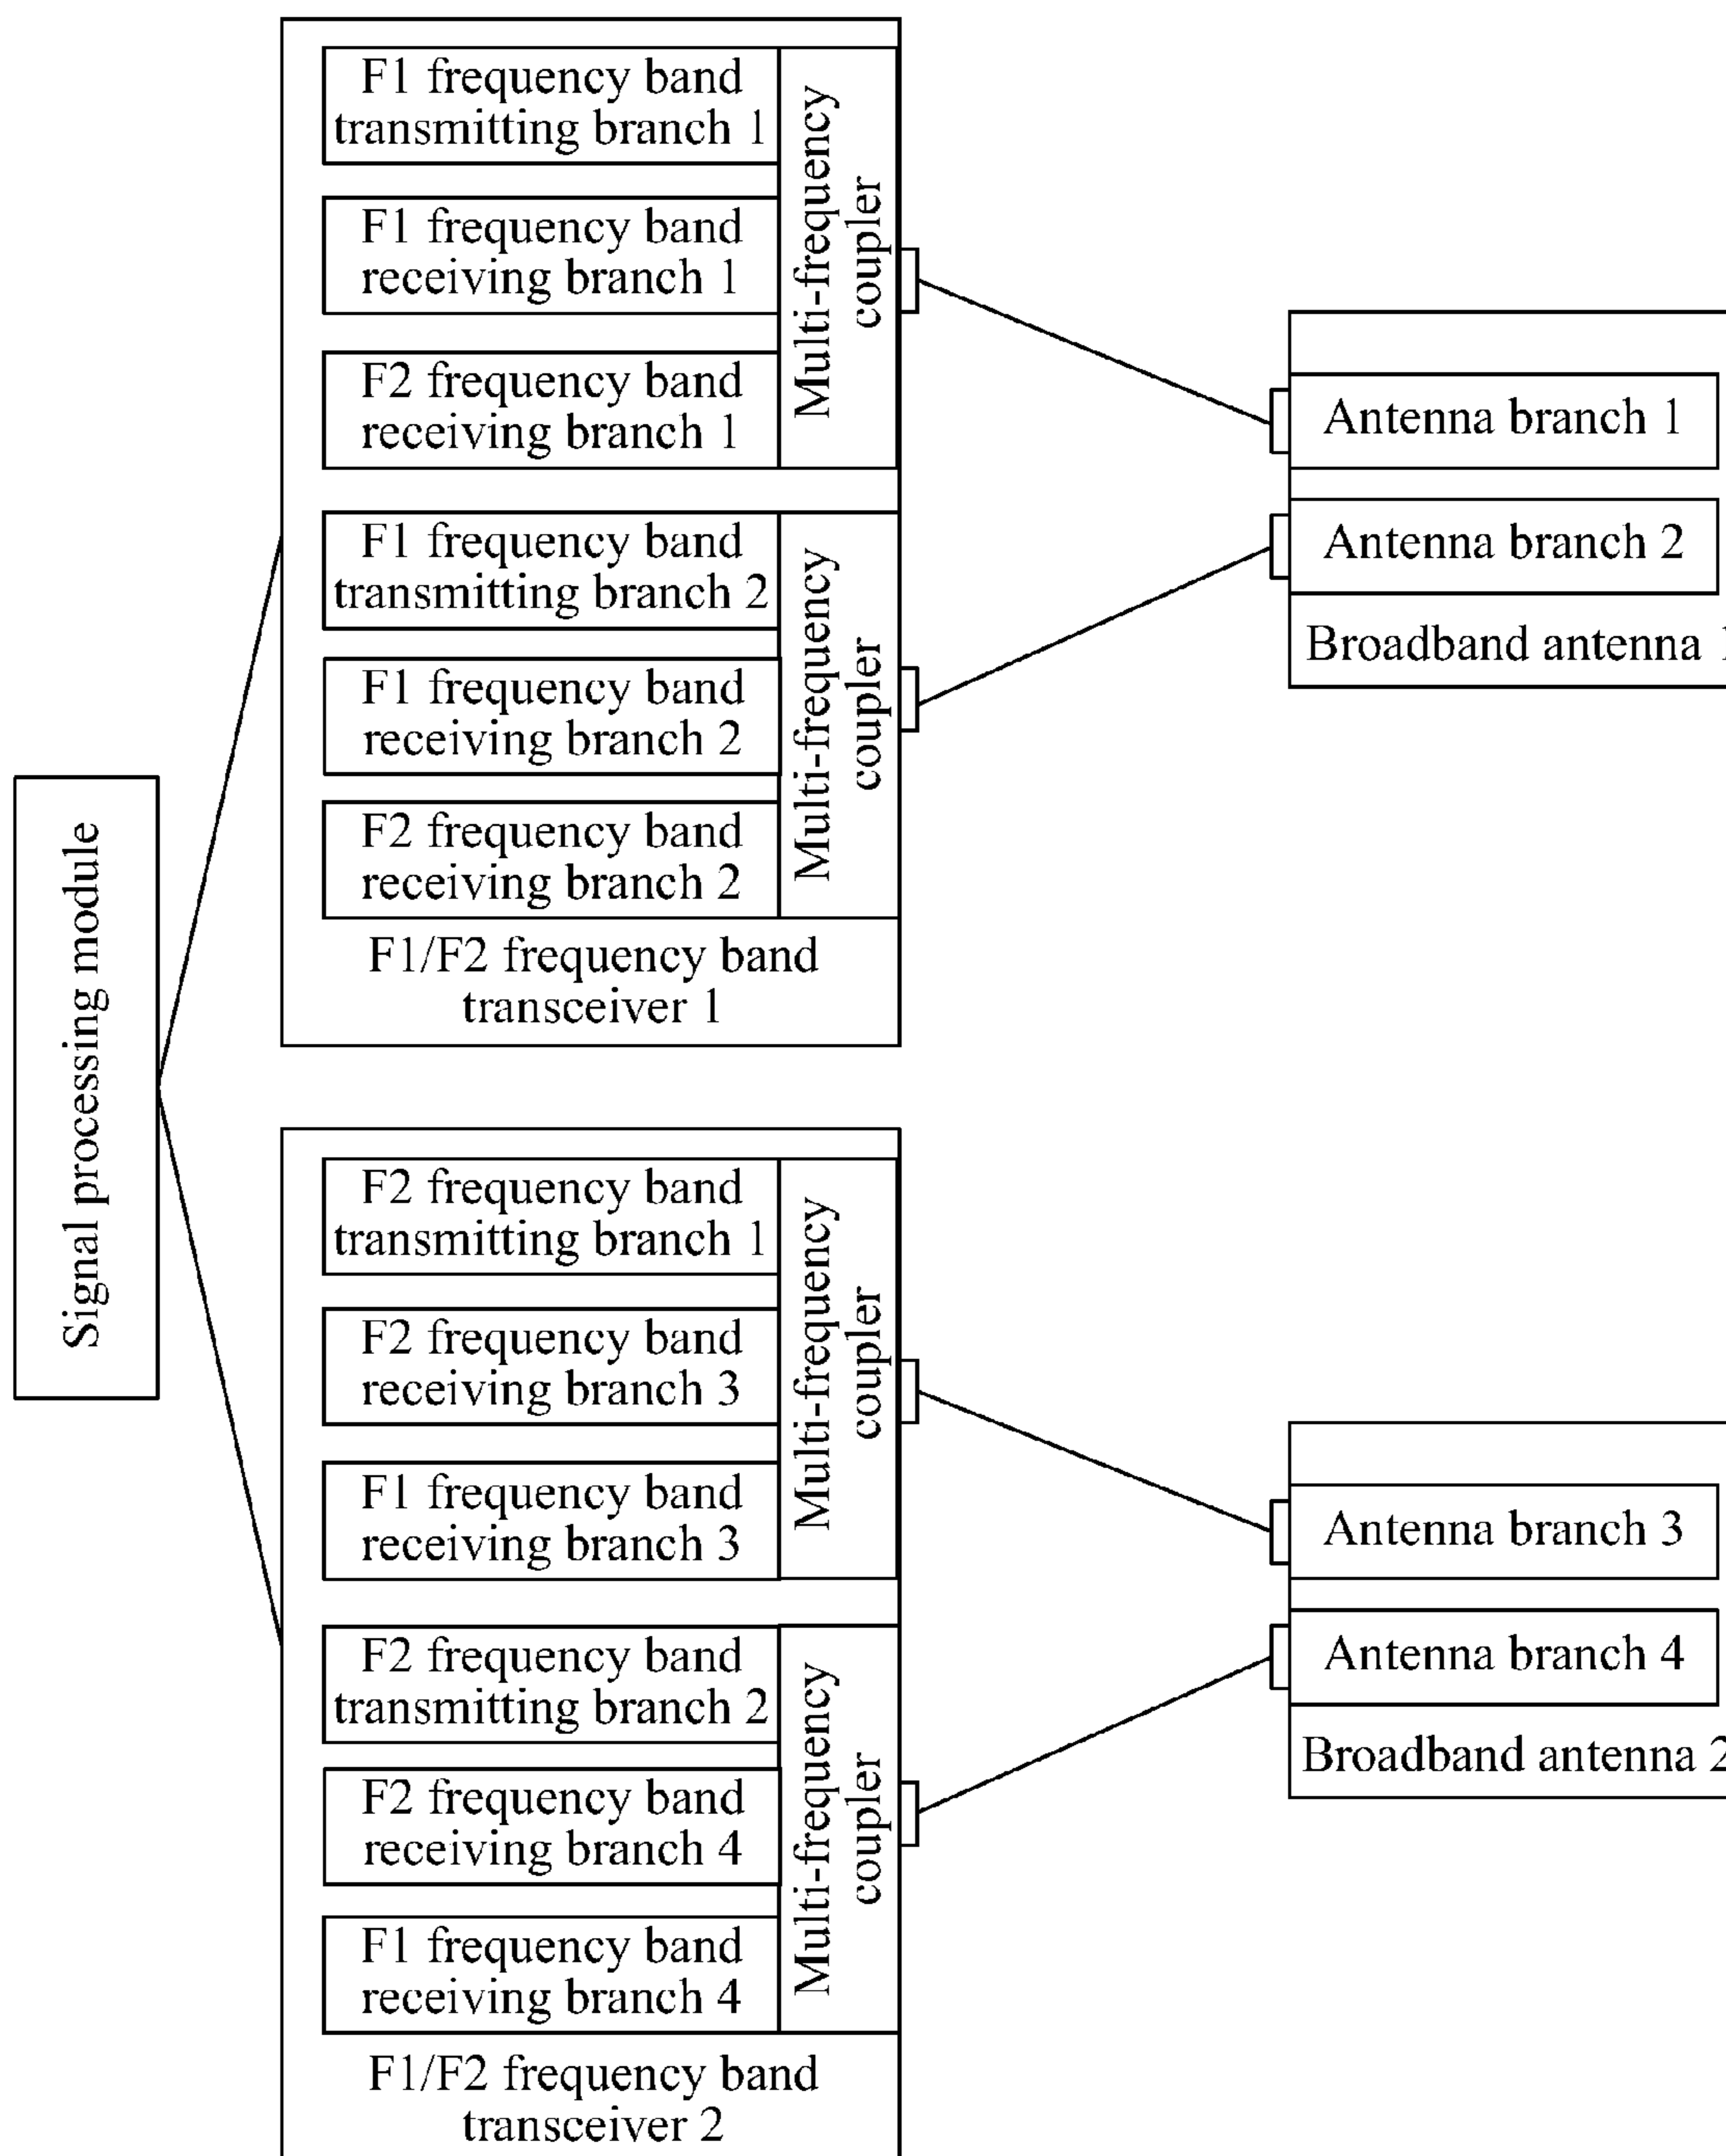 Signal processing module
F1 frequency band
transmitting branch 1
F1 frequency band
receiving branch 1
F2 frequency band
receiving branch 1
Multi-frequency
coupler
F1 frequency band
transmitting branch 2
F1 frequency band
receiving branch 2
F2 frequency band
receiving branch 2
Multi-frequency
coupler
F1/F2 frequency band
transceiver 1
Antenna branch 1
Antenna branch 2
Broadband antenna 1
F2 frequency band
transmitting branch 1
F2 frequency band
receiving branch 3
F1 frequency band
receiving branch 3
Multi-frequency
coupler
F2 frequency band
transmitting branch 2
F2 frequency band
receiving branch 4
F1 frequency band
receiving branch 4
Multi-frequency
coupler
F1/F2 frequency band
transceiver 2
Antenna branch 3
Antenna branch 4
Broadband antenna 2